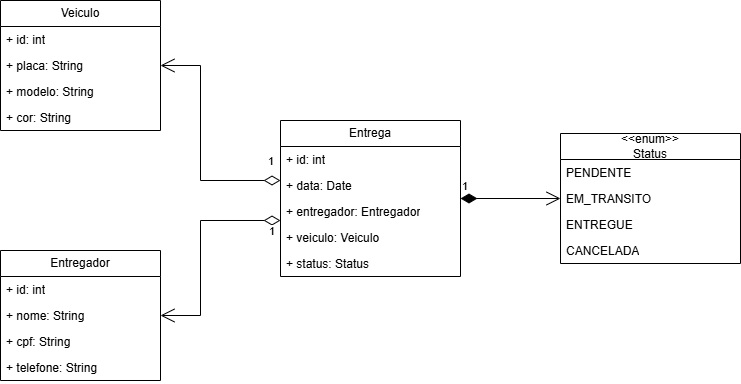 Veiculo
+ id: int
+ placa: String
+ modelo: String
+ cor: String
Entregador
+ id: int
+ nome: String
+ cpf: String
+ telefone: String
1
1
Entrega
+ id: int
+ data: Date
+ entregador: Entregador
+ veiculo: Veiculo
+ status: Status
1
<<enum>>
Status
PENDENTE
EM_TRANSITO
ENTREGUE
CANCELADA